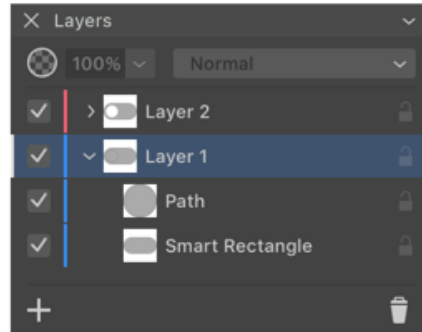 Layers
100% Normal
Layer 2
Layer 1
Path
Smart Rectangle